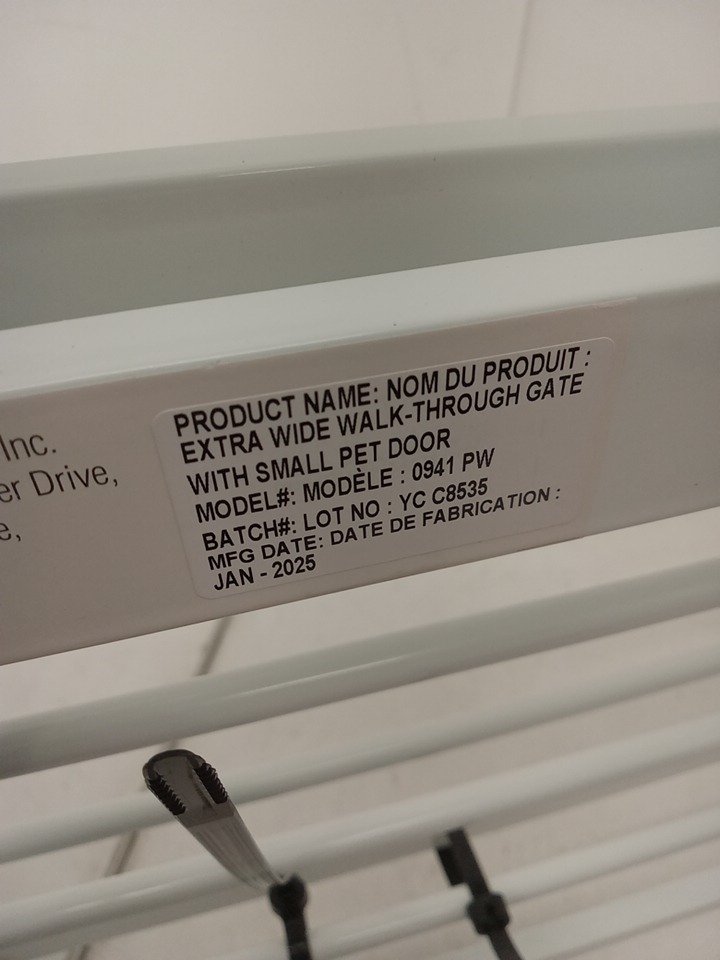 Inc.
er Drive,
e,
PRODUCT NAME: NOM DU PRODUIT :
EXTRA WIDE WALK-THROUGH GATE
WITH SMALL PET DOOR
MODEL#: MODÈLE : 0941 PW
BATCH#: LOT NO : YC C8535
MFG DATE: DATE DE FABRICATION :
JAN - 2025